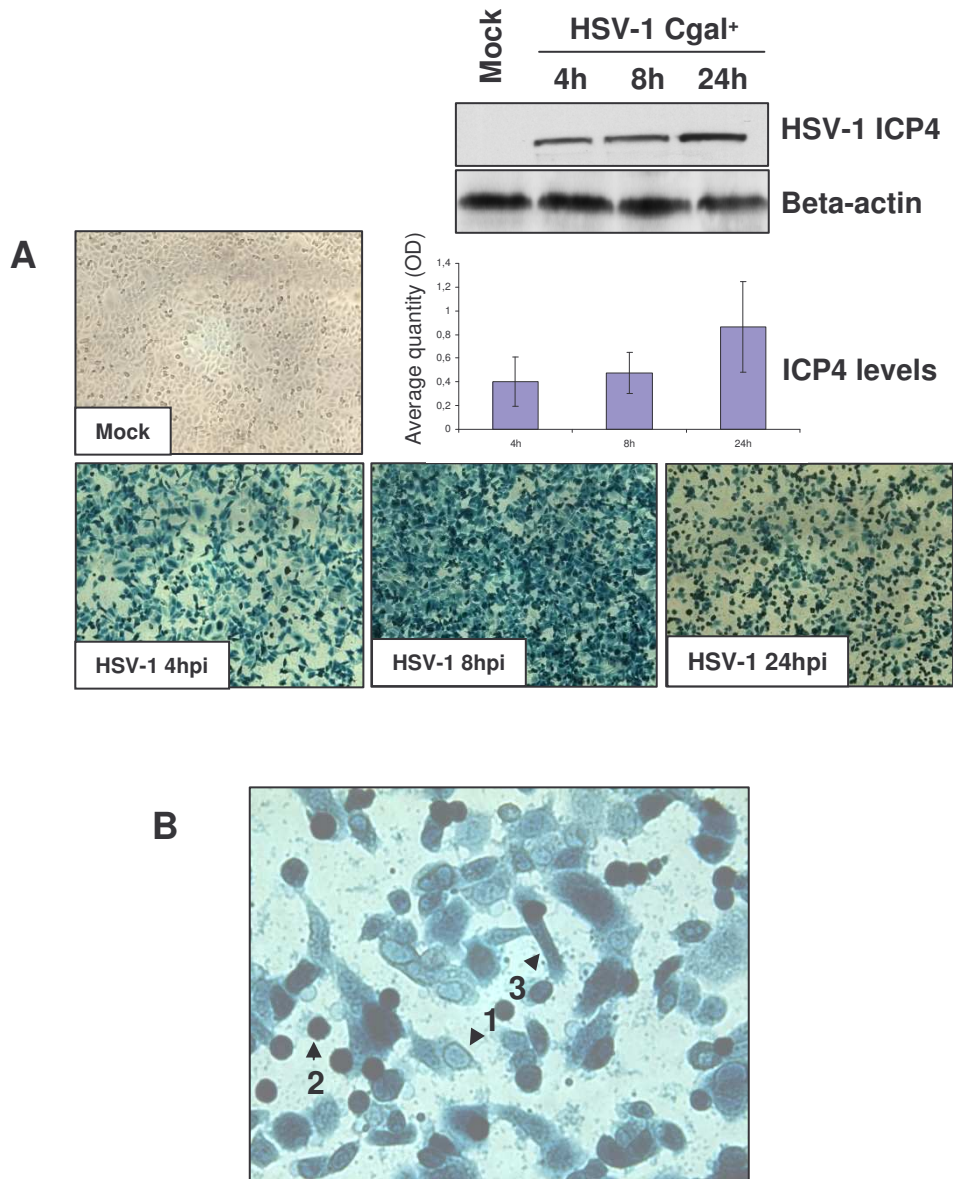 Mock
HSV-1 Cgal+
4h 8h 24h
HSV-1 ICP4
Beta-actin
A
Mock
Average quantity (OD)
1,4
1,2
1
0,8
0,6
0,4
0,2
0
4h 8h 24h
ICP4 levels
HSV-1 4hpi
HSV-1 8hpi
HSV-1 24hpi
B
3
1
2